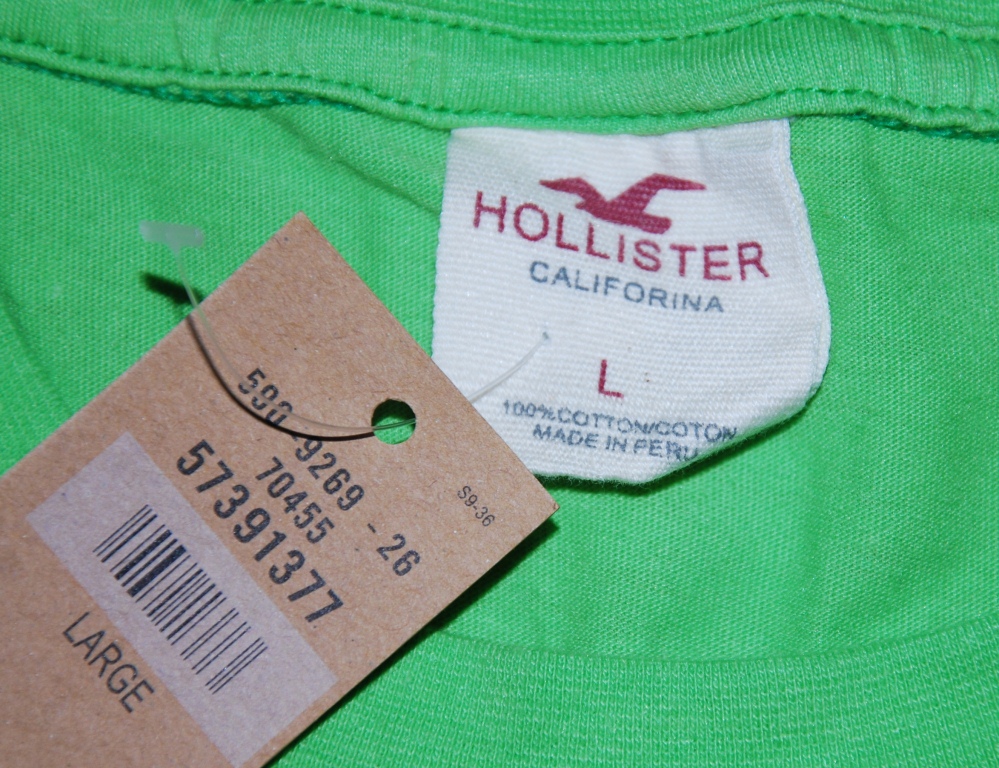 HOLLISTER
CALIFORINA
L
100%COTTON/COTON
MADE IN PERU
9269 - 26
70455
57391377
S9-36
LARGE